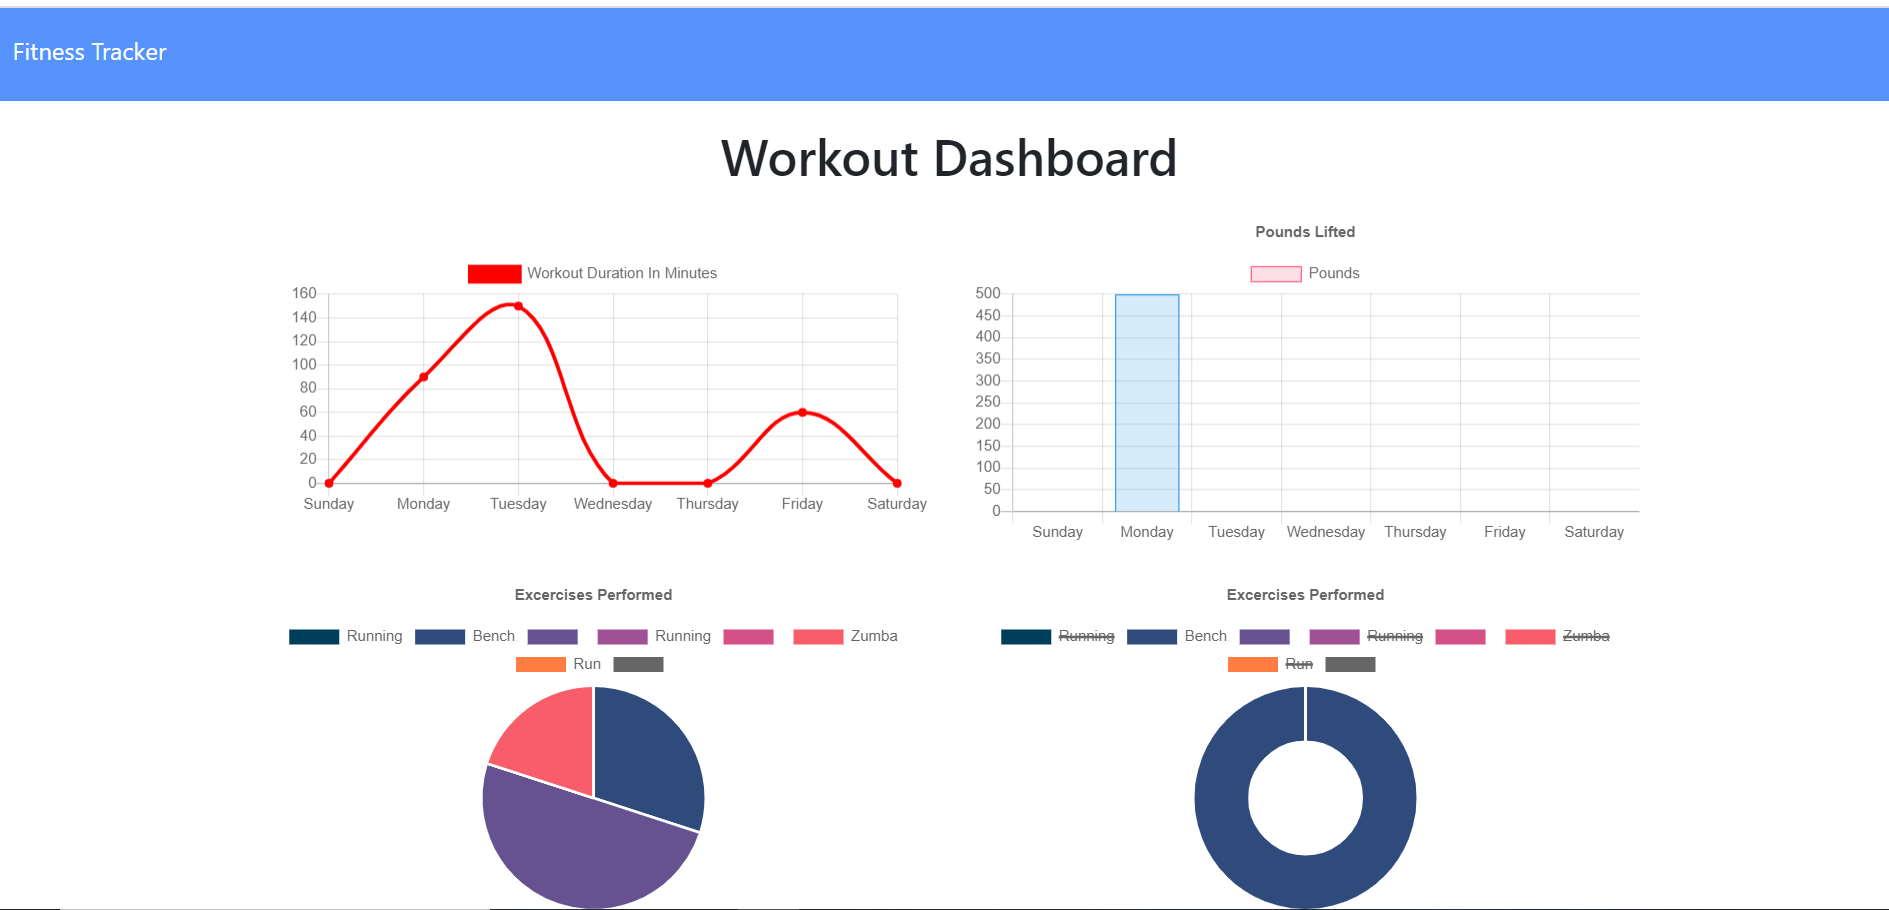 Fitness Tracker
Workout Dashboard
Workout Duration In Minutes
160
140
120
100
80
60
40
20
0
Sunday Monday Tuesday Wednesday Thursday Friday Saturday
Pounds Lifted
Pounds
500
450
400
350
300
250
200
150
100
50
0
Sunday Monday Tuesday Wednesday Thursday Friday Saturday
Excercises Performed
Running Bench Running Zumba
Run
Excercises Performed
Running Bench Running Zumba
Run